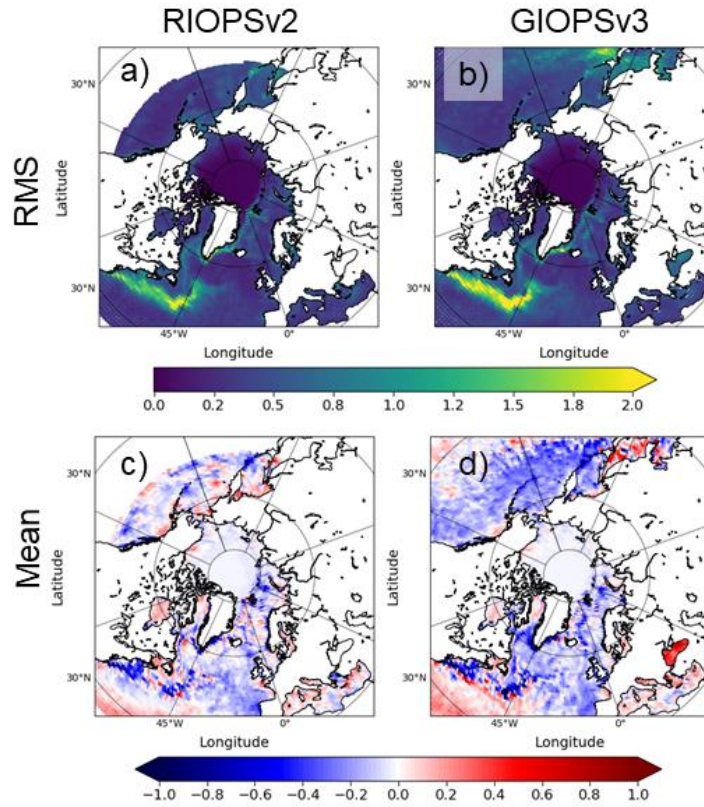 RIOPSv2 GIOPSv3
RMS
a) b)
30°N 30°N
Latitude Latitude
30°N 30°N
45°W 0° 45°W 0°
Longitude Longitude
0.0 0.2 0.5 0.8 1.0 1.2 1.5 1.8 2.0
Mean
c) d)
30°N 30°N
Latitude Latitude
30°N 30°N
45°W 0° 45°W 0°
Longitude Longitude
−1.0 −0.8 −0.6 −0.4 −0.2 0.0 0.2 0.4 0.6 0.8 1.0